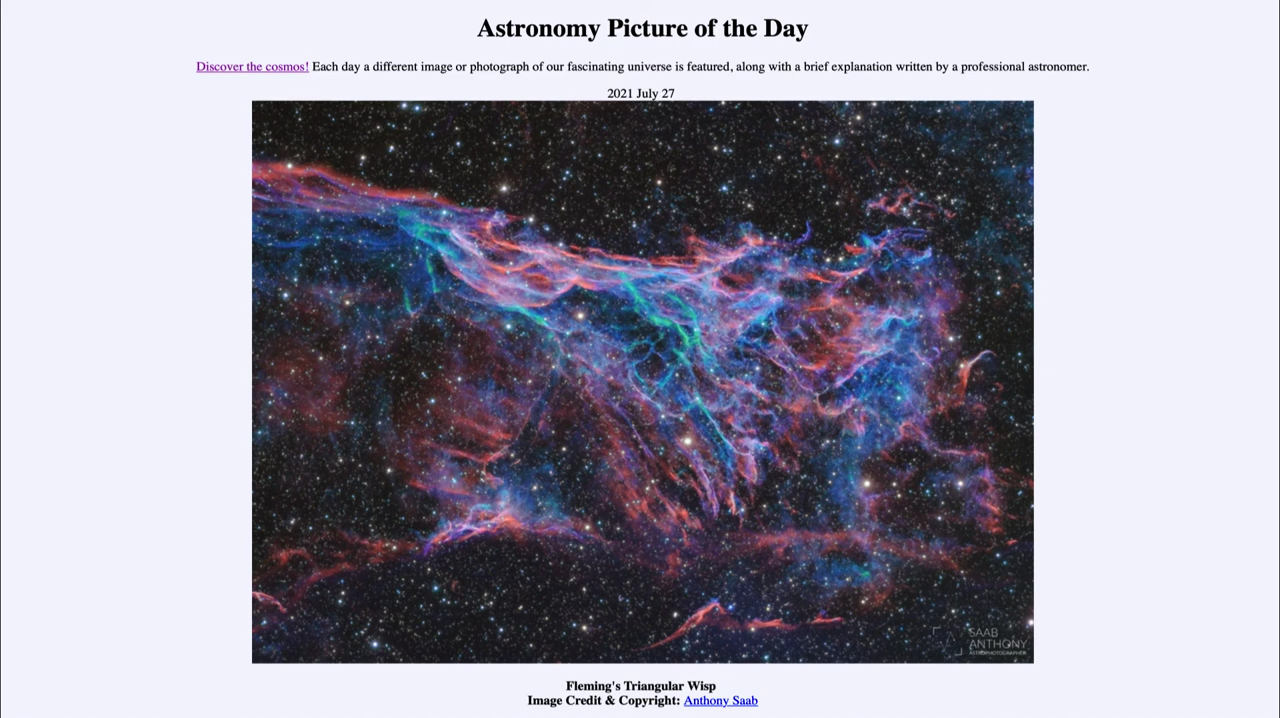 Astronomy Picture of the Day
Discover the cosmos! Each day a different image or photograph of our fascinating universe is featured, along with a brief explanation written by a professional astronomer.
2021 July 27
SAAB
ANTHONY
ASTROPHOTOGRAPHER
Fleming's Triangular Wisp
Image Credit & Copyright: Anthony Saab